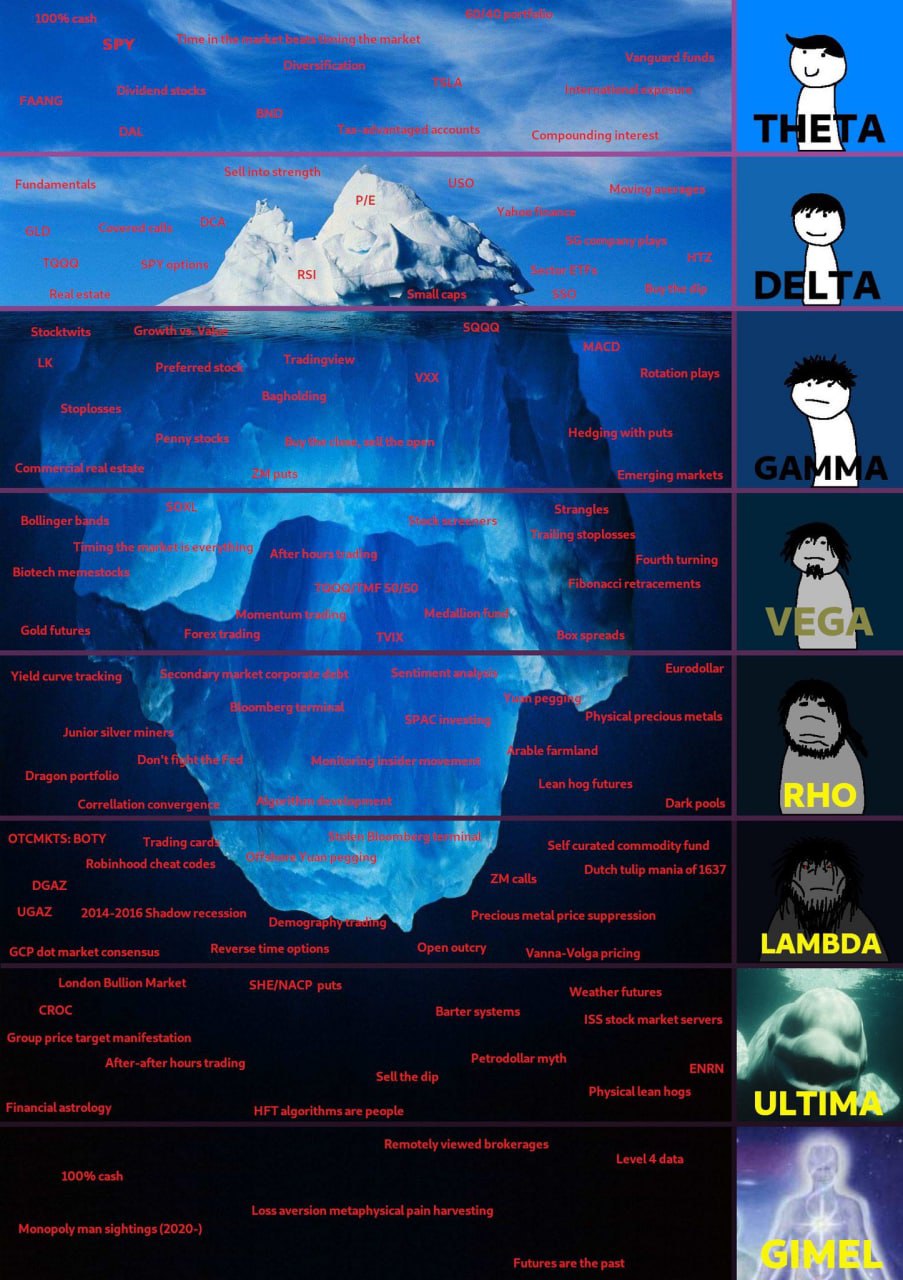 100% cash
60/40 portfolio
SPY
Time in the market beats timing the market
Diversification
Vanguard funds
TSLA
Dividend stocks
International exposure
FAANG
BND
DAL
Tax-advantaged accounts
Compounding interest
THETA
Sell into strength
Fundamentals
USO
Moving averages
P/E
Yahoo finance
GLD
Covered calls
DCA
5G company plays
HTZ
TQQQ
SPY options
RSI
Sector ETFs
Real estate
Small caps
SSO
Buy the dip
DELTA
Stocktwits
Growth vs. Value
SQQQ
MACD
LK
Preferred stock
Tradingview
VXX
Rotation plays
Bagholding
Stoplosses
Penny stocks
Buy the close, sell the open
Hedging with puts
Commercial real estate
ZM puts
Emerging markets
GAMMA
SOXL
Bollinger bands
Stock screeners
Strangles
Trailing stoplosses
Timing the market is everything
After hours trading
Fourth turning
Biotech memestocks
TQQQ/TMF 50/50
Fibonacci retracements
Momentum trading
Medallion fund
Gold futures
Forex trading
TVIX
Box spreads
VEGA
Yield curve tracking
Secondary market corporate debt
Sentiment analysis
Eurodollar
Yuan pegging
Bloomberg terminal
SPAC investing
Physical precious metals
Junior silver miners
Don't fight the Fed
Monitoring insider movement
Arable farmland
Dragon portfolio
Lean hog futures
Correllation convergence
Algorithm development
Dark pools
RHO
OTCMKTS: BOTY
Trading cards
Stolen Bloomberg terminal
Self curated commodity fund
Robinhood cheat codes
Offshore Yuan pegging
Dutch tulip mania of 1637
DGAZ
ZM calls
UGAZ
2014-2016 Shadow recession
Demography trading
Precious metal price suppression
GCP dot market consensus
Reverse time options
Open outcry
Vanna-Volga pricing
LAMBDA
London Bullion Market
SHE/NACP puts
Weather futures
CROC
Barter systems
ISS stock market servers
Group price target manifestation
After-after hours trading
Petrodollar myth
ENRN
Sell the dip
Physical lean hogs
Financial astrology
HFT algorithms are people
ULTIMA
Remotely viewed brokerages
Level 4 data
100% cash
Loss aversion metaphysical pain harvesting
Monopoly man sightings (2020-)
Futures are the past
GIMEL